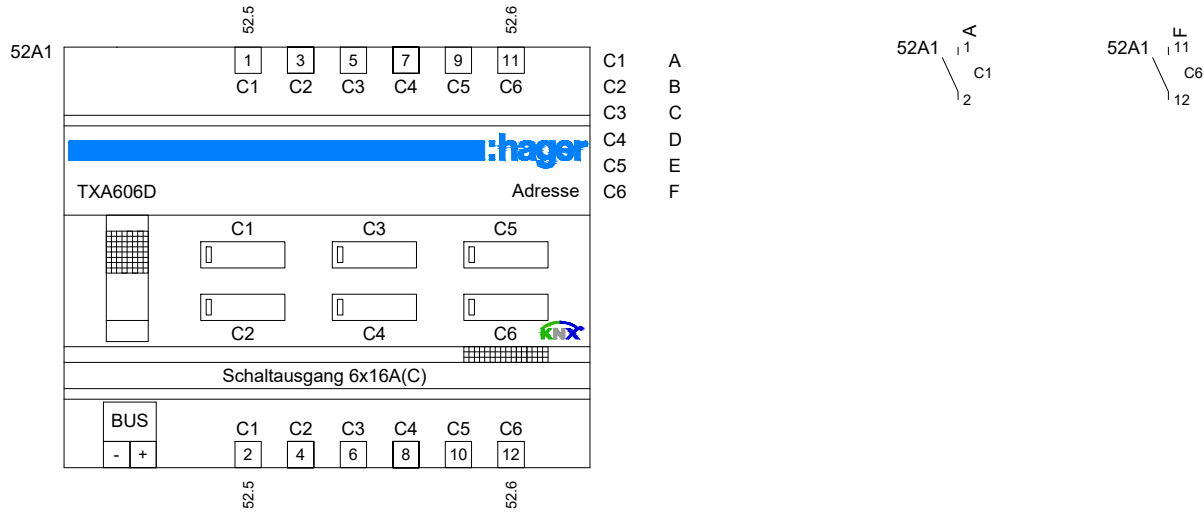 52.5 52.6
52A1
1 3 5 7 9 11
C1 C2 C3 C4 C5 C6
C1 A
C2 B
C3 C
C4 D
C5 E
C6 F
:hager
TXA606D Adresse
C1 C3 C5
C2 C4 C6
KNX
Schaltausgang 6x16A(C)
BUS
- +
C1 C2 C3 C4 C5 C6
2 4 6 8 10 12
52.5 52.6
A
52A1 1
C1
2
F
52A1 11
C6
12